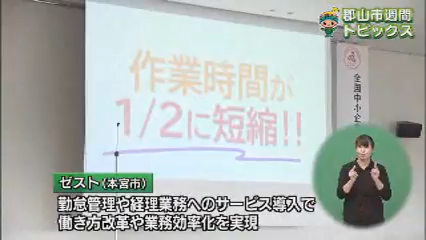 郡山市週間
トピックス
作業時間が
1/2に短縮!!
全国中小企
ゼスト(本宮市)
勤怠管理や経理業務へのサービス導入で
働き方改革や業務効率化を実現